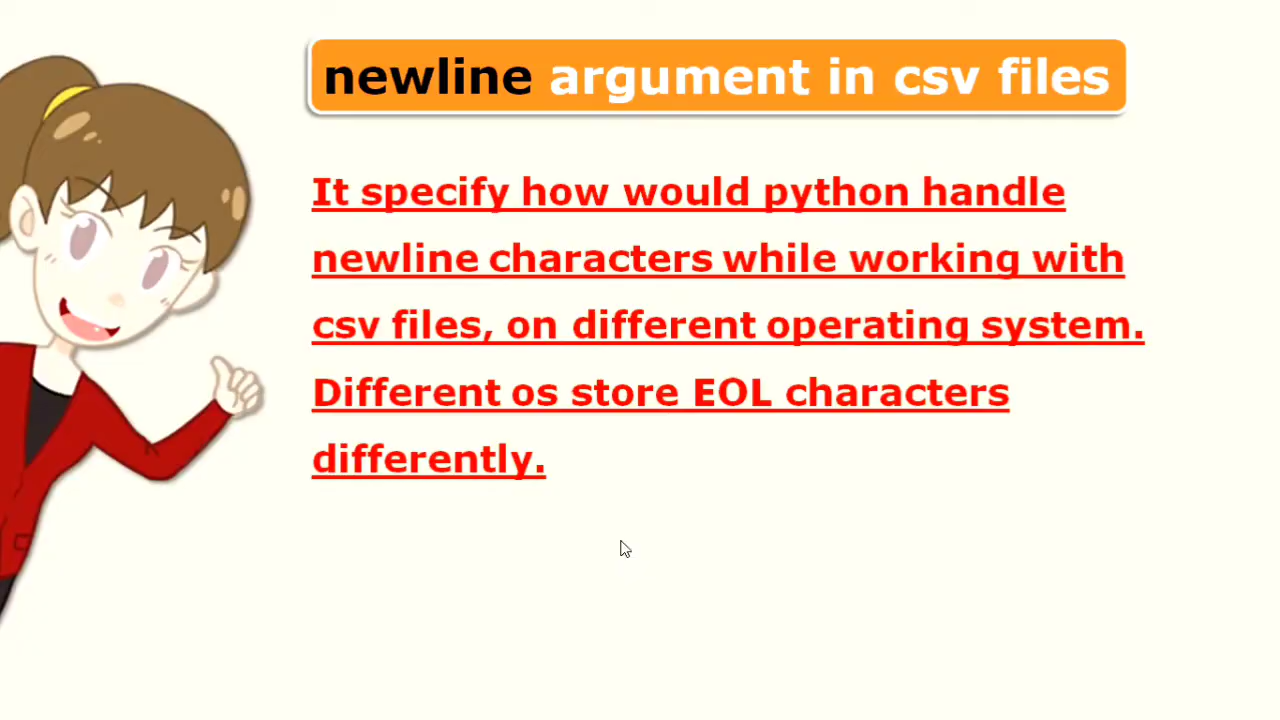 newline argument in csv files
It specify how would python handle
newline characters while working with
csv files, on different operating system.
Different os store EOL characters
differently.